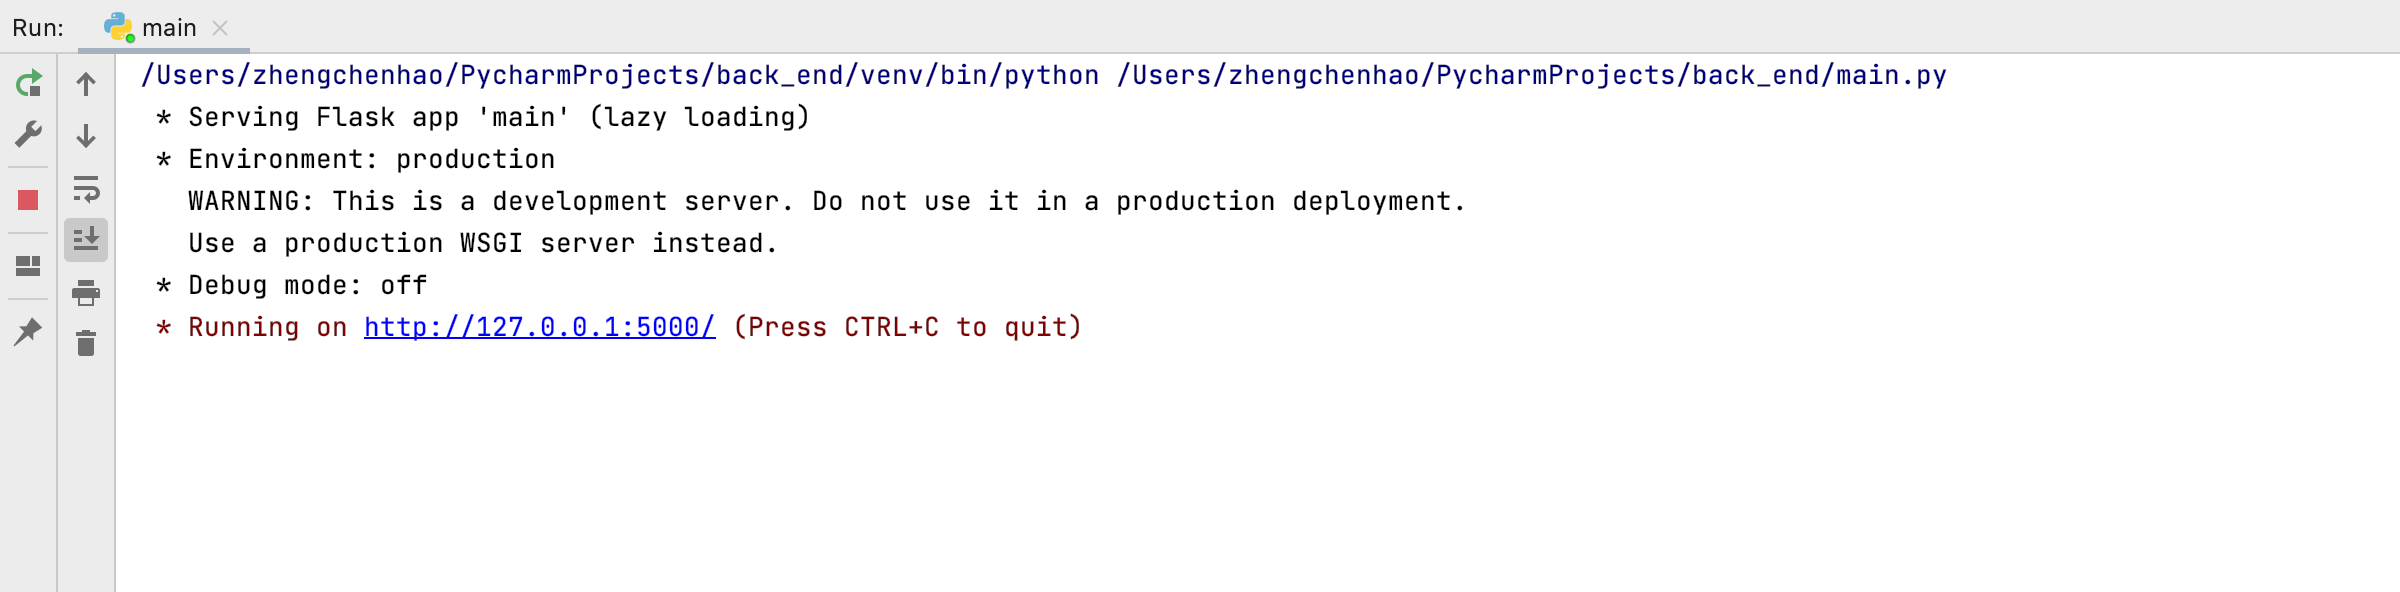 Run: main
/Users/zhengchenhao/PycharmProjects/back_end/venv/bin/python /Users/zhengchenhao/PycharmProjects/back_end/main.py
* Serving Flask app 'main' (lazy loading)
* Environment: production
WARNING: This is a development server. Do not use it in a production deployment.
Use a production WSGI server instead.
* Debug mode: off
* Running on http://127.0.0.1:5000/ (Press CTRL+C to quit)